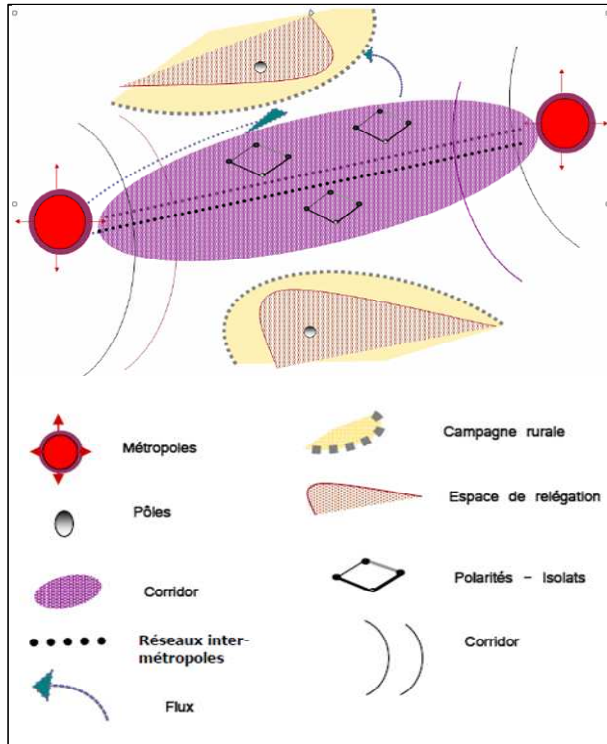 Métropoles
Campagne rurale
Pôles
Espace de relégation
Corridor
Polarités - Isolats
Réseaux inter-
métropoles
Corridor
Flux